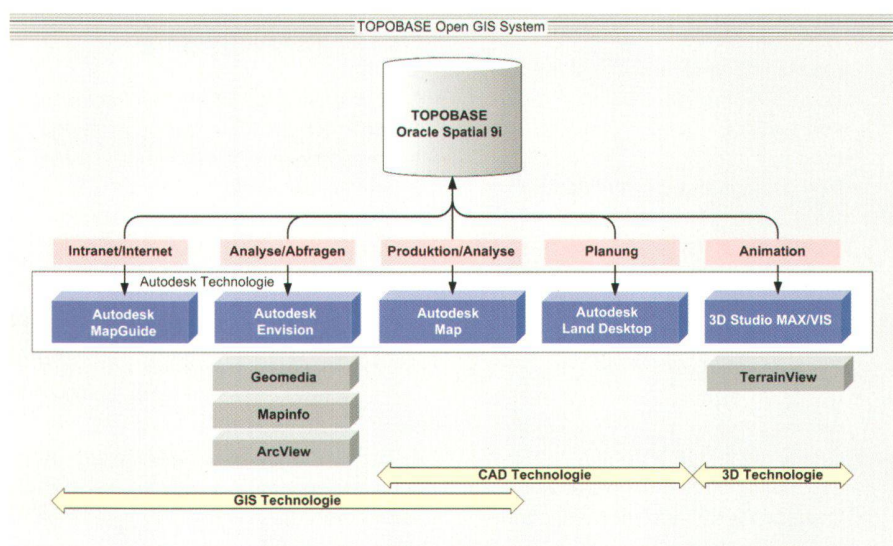 TOPOBASE Open GIS System
TOPOBASE
Oracle Spatial 9i
Intranet/Internet
Analyse/Abfragen
Produktion/Analyse
Planung
Animation
Autodesk Technologie
Autodesk
MapGuide
Autodesk
Envision
Autodesk
Map
Autodesk
Land Desktop
3D Studio MAX/VIS
Geomedia
TerrainView
Mapinfo
ArcView
CAD Technologie
3D Technologie
GIS Technologie